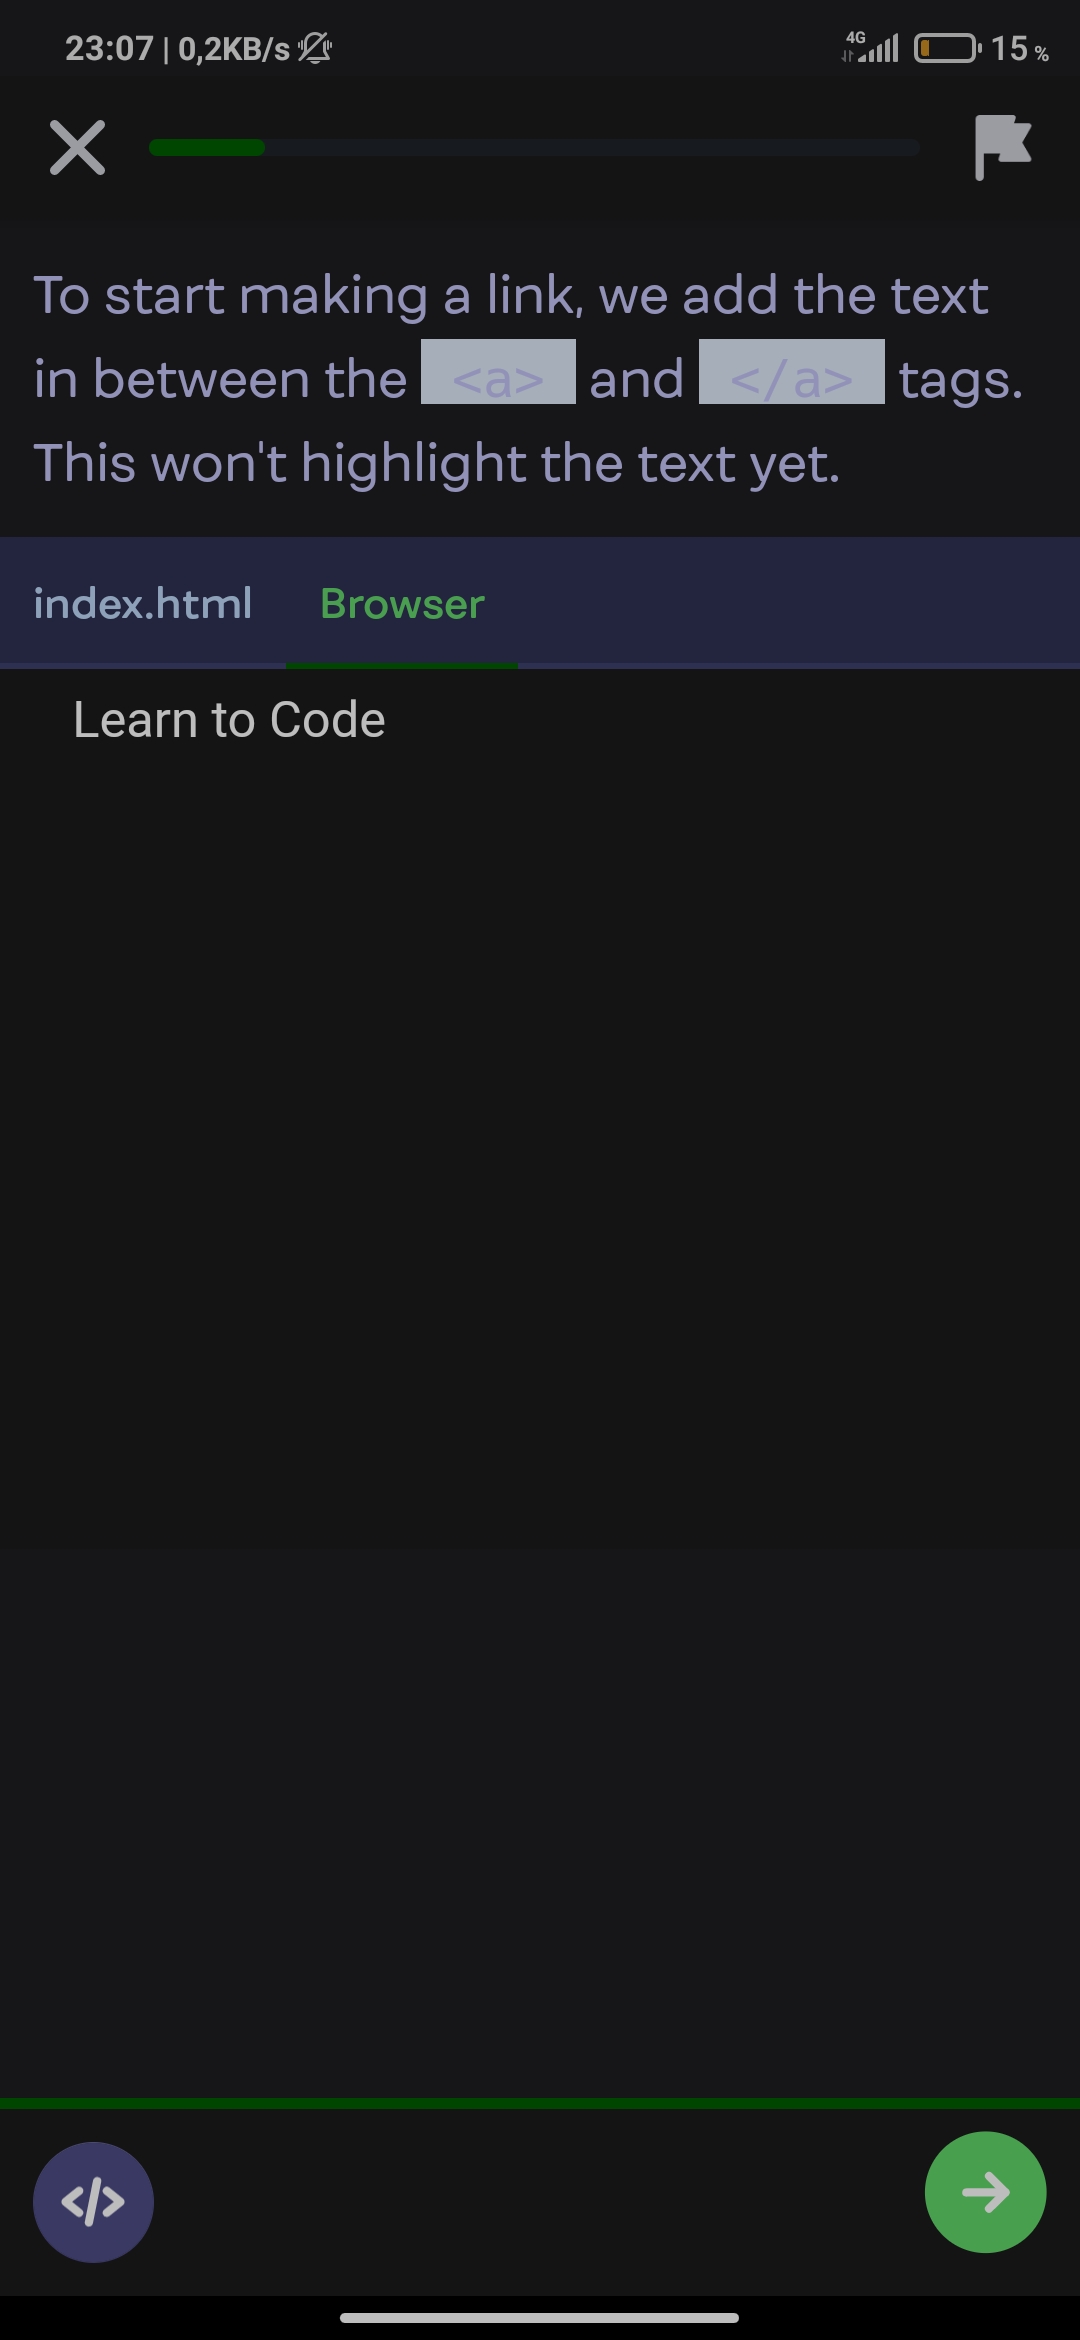 23:07 | 0,2KB/s 4G 15 %
To start making a link, we add the text
in between the <a> and </a> tags.
This won't highlight the text yet.
index.html Browser
Learn to Code
</>